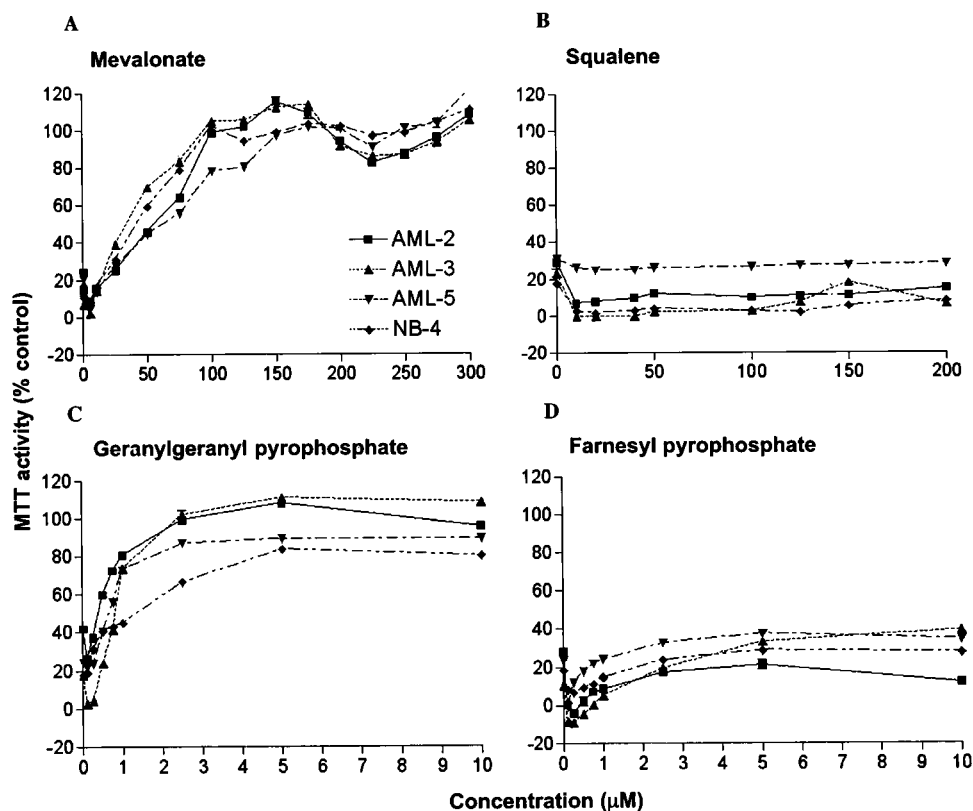 A
Mevalonate
120
100
80
60
40
20
0
-20
0 50 100 150 200 250 300
AML-2
AML-3
AML-5
NB-4
B
Squalene
120
100
80
60
40
20
0
-20
0 50 100 150 200
MTT activity (% control)
C
Geranylgeranyl pyrophosphate
120
100
80
60
40
20
0
-20
0 1 2 3 4 5 6 7 8 9 10
D
Farnesyl pyrophosphate
120
100
80
60
40
20
0
-20
0 1 2 3 4 5 6 7 8 9 10
Concentration (μM)